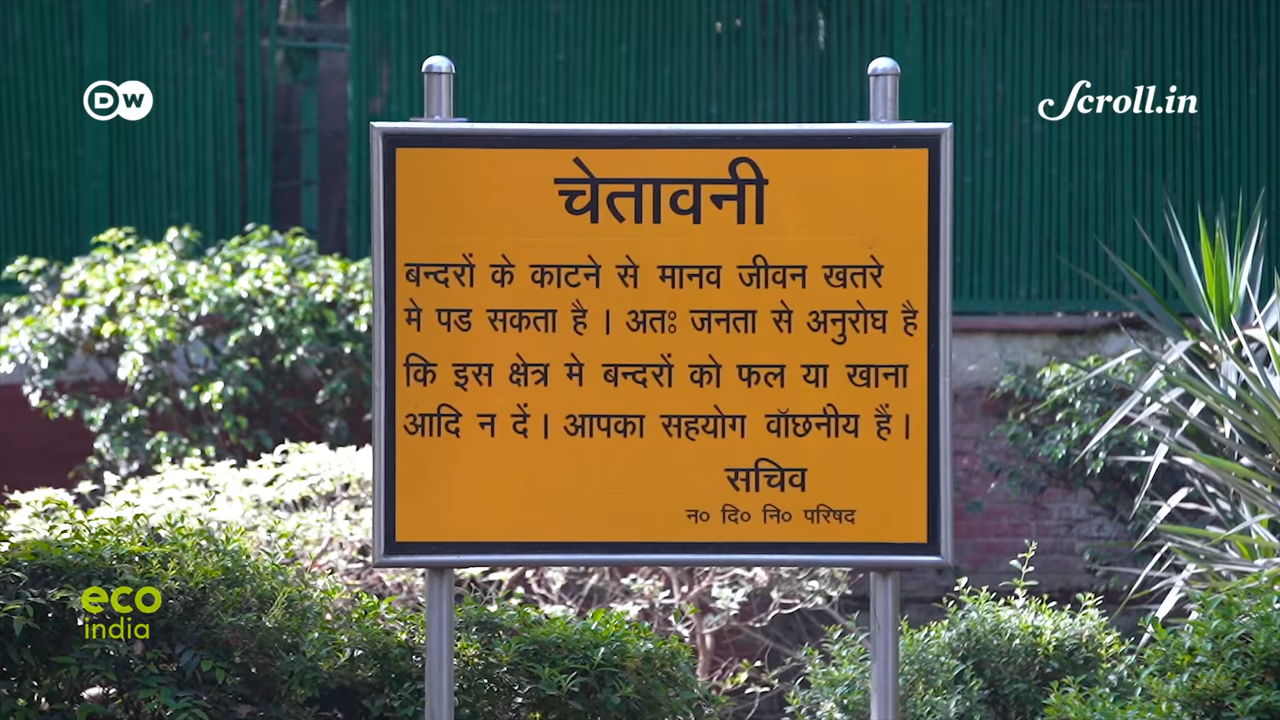 DW
Scroll.in
चेतावनी
बन्दरों के काटने से मानव जीवन खतरे
मे पड सकता है । अतः जनता से अनुरोघ है
कि इस क्षेत्र मे बन्दरों को फल या खाना
आदि न दें । आपका सहयोग वॉछनीय हैं ।
सचिव
न० दि० नि० परिषद
eco
india